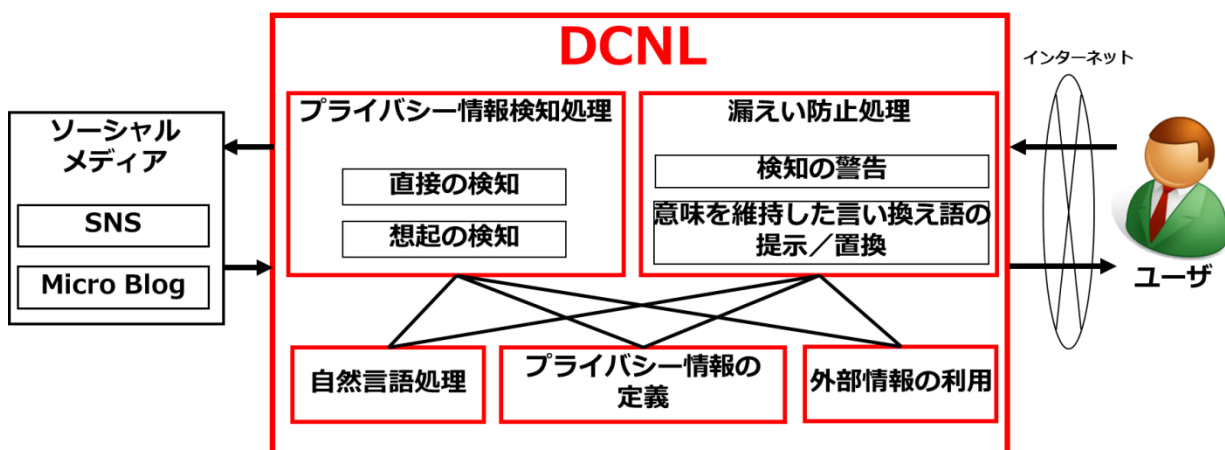 DCNL
インターネット
ソーシャル
メディア
SNS
Micro Blog
プライバシー情報検知処理
直接の検知
想起の検知
漏えい防止処理
検知の警告
意味を維持した言い換え語の
提示／置換
ユーザ
自然言語処理
プライバシー情報の
定義
外部情報の利用